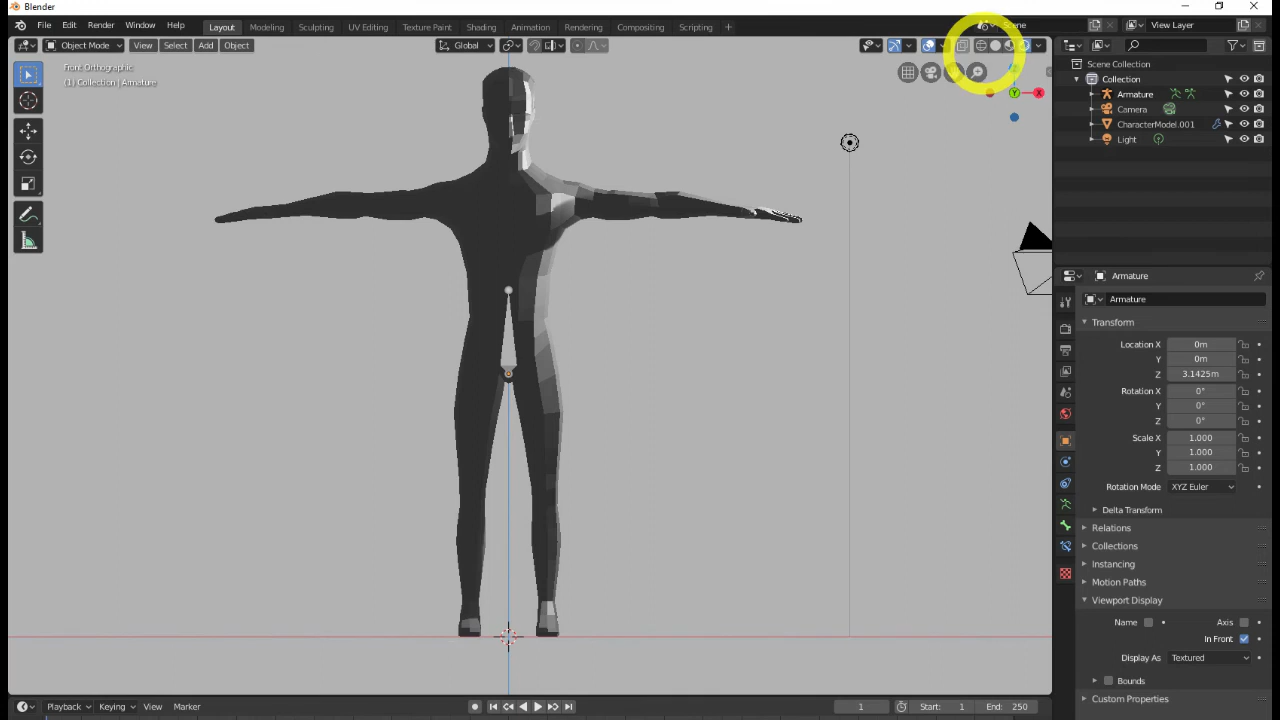 Blender
File Edit Render Window Help Layout Modeling Sculpting UV Editing Texture Paint Shading Animation Rendering Compositing Scripting + Scene View Layer
Object Mode View Select Add Object Global
Front Orthographic
(1) Collection | Armature
Y X
Scene Collection
Collection
Armature
Camera
CharacterModel.001
Light
Armature
Armature
Transform
Location X 0m
Y 0m
Z 3.1425m
Rotation X 0°
Y 0°
Z 0°
Scale X 1.000
Y 1.000
Z 1.000
Rotation Mode XYZ Euler
Delta Transform
Relations
Collections
Instancing
Motion Paths
Viewport Display
Name Axis
In Front
Display As Textured
Bounds
Custom Properties
Playback Keying View Marker 1 Start: 1 End: 250